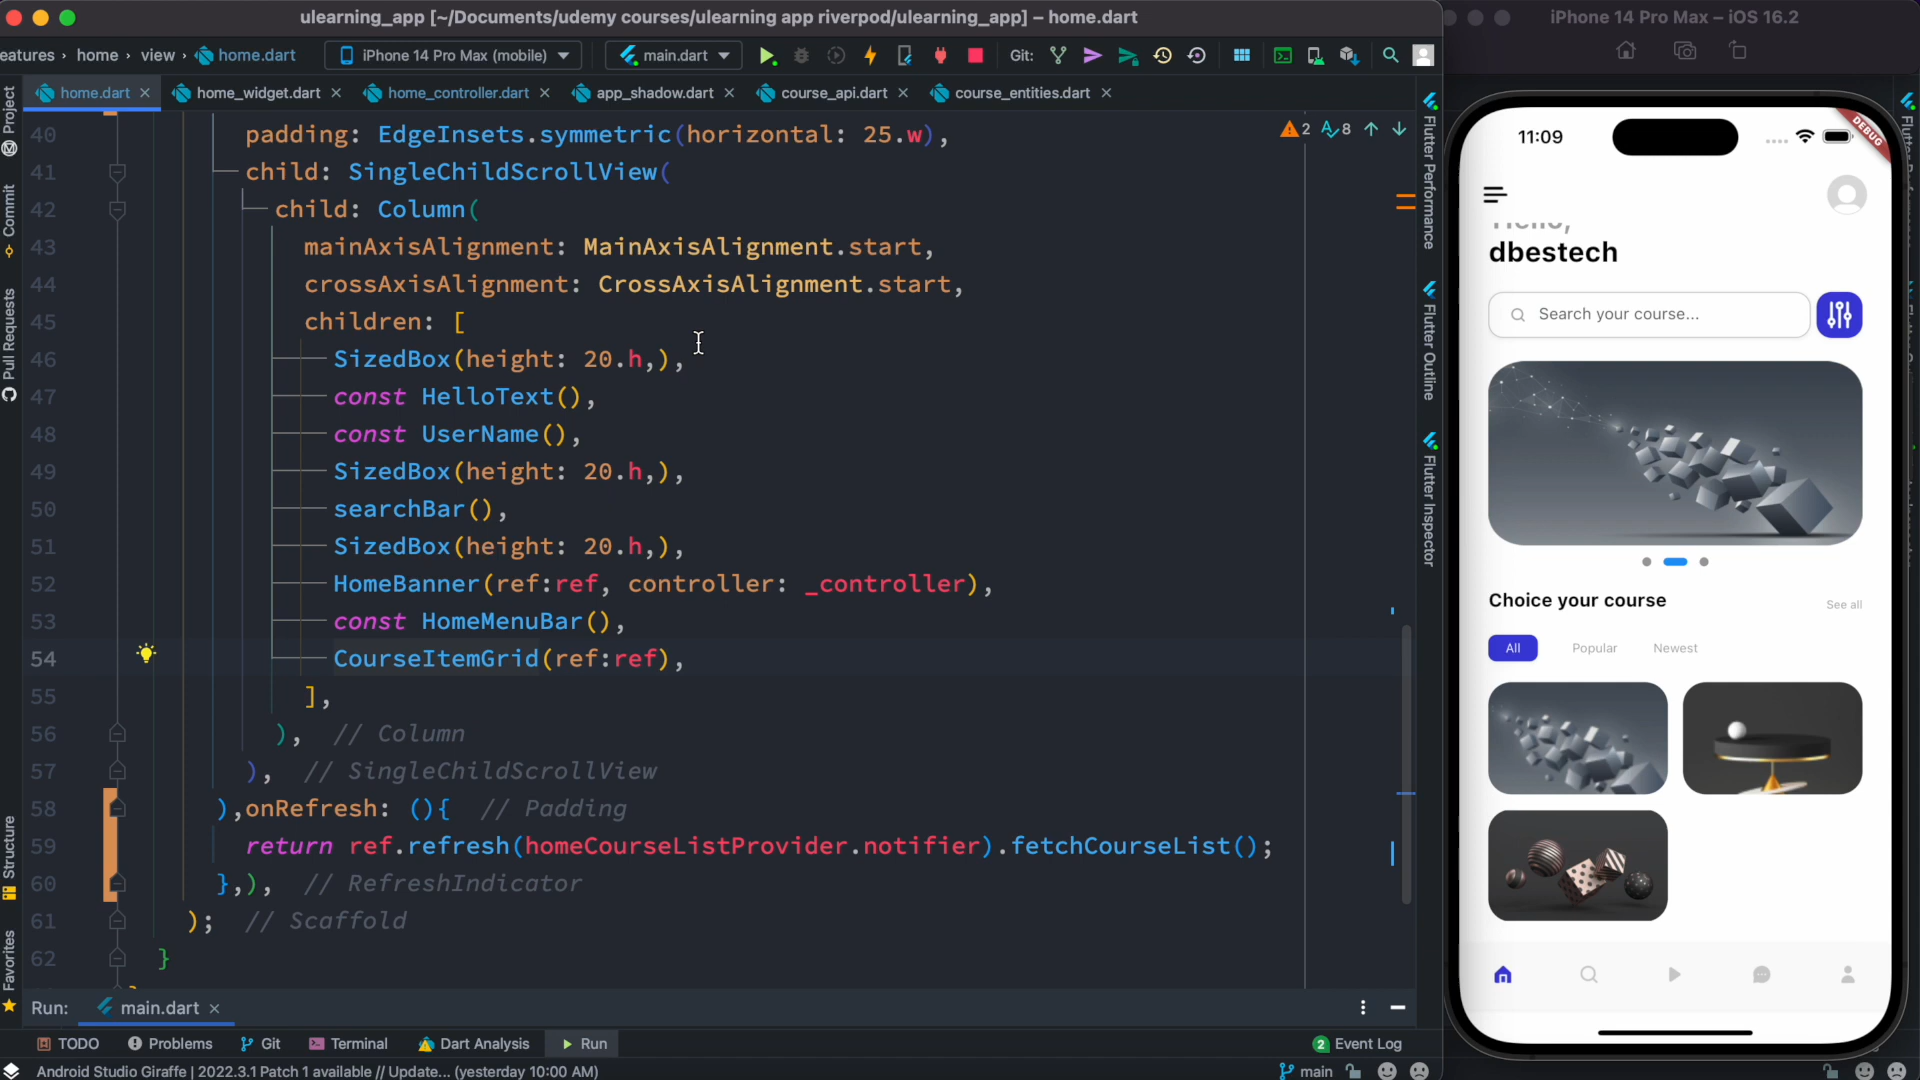 ulearning_app [~/Documents/udemy courses/ulearning app riverpod/ulearning_app] – home.dart
eatures › home › view › home.dart
iPhone 14 Pro Max (mobile)
main.dart
Git:
home.dart
home_widget.dart
home_controller.dart
app_shadow.dart
course_api.dart
course_entities.dart
Project
Commit
Pull Requests
Structure
Favorites
2 8
40 padding: EdgeInsets.symmetric(horizontal: 25.w),
41 child: SingleChildScrollView(
42 child: Column(
43 mainAxisAlignment: MainAxisAlignment.start,
44 crossAxisAlignment: CrossAxisAlignment.start,
45 children: [
46 SizedBox(height: 20.h,),
47 const HelloText(),
48 const UserName(),
49 SizedBox(height: 20.h,),
50 searchBar(),
51 SizedBox(height: 20.h,),
52 HomeBanner(ref:ref, controller: _controller),
53 const HomeMenuBar(),
54 CourseItemGrid(ref:ref),
55 ],
56 ), // Column
57 ), // SingleChildScrollView
58 ),onRefresh: (){ // Padding
59 return ref.refresh(homeCourseListProvider.notifier).fetchCourseList();
60 },), // RefreshIndicator
61 ); // Scaffold
62 }
Flutter Performance
Flutter Outline
Flutter Inspector
Run: main.dart
TODO
Problems
Git
Terminal
Dart Analysis
Run
2 Event Log
Android Studio Giraffe | 2022.3.1 Patch 1 available // Update... (yesterday 10:00 AM)
main
iPhone 14 Pro Max – iOS 16.2
11:09
DEBUG
Hello,
dbestech
Search your course...
Choice your course
See all
All
Popular
Newest